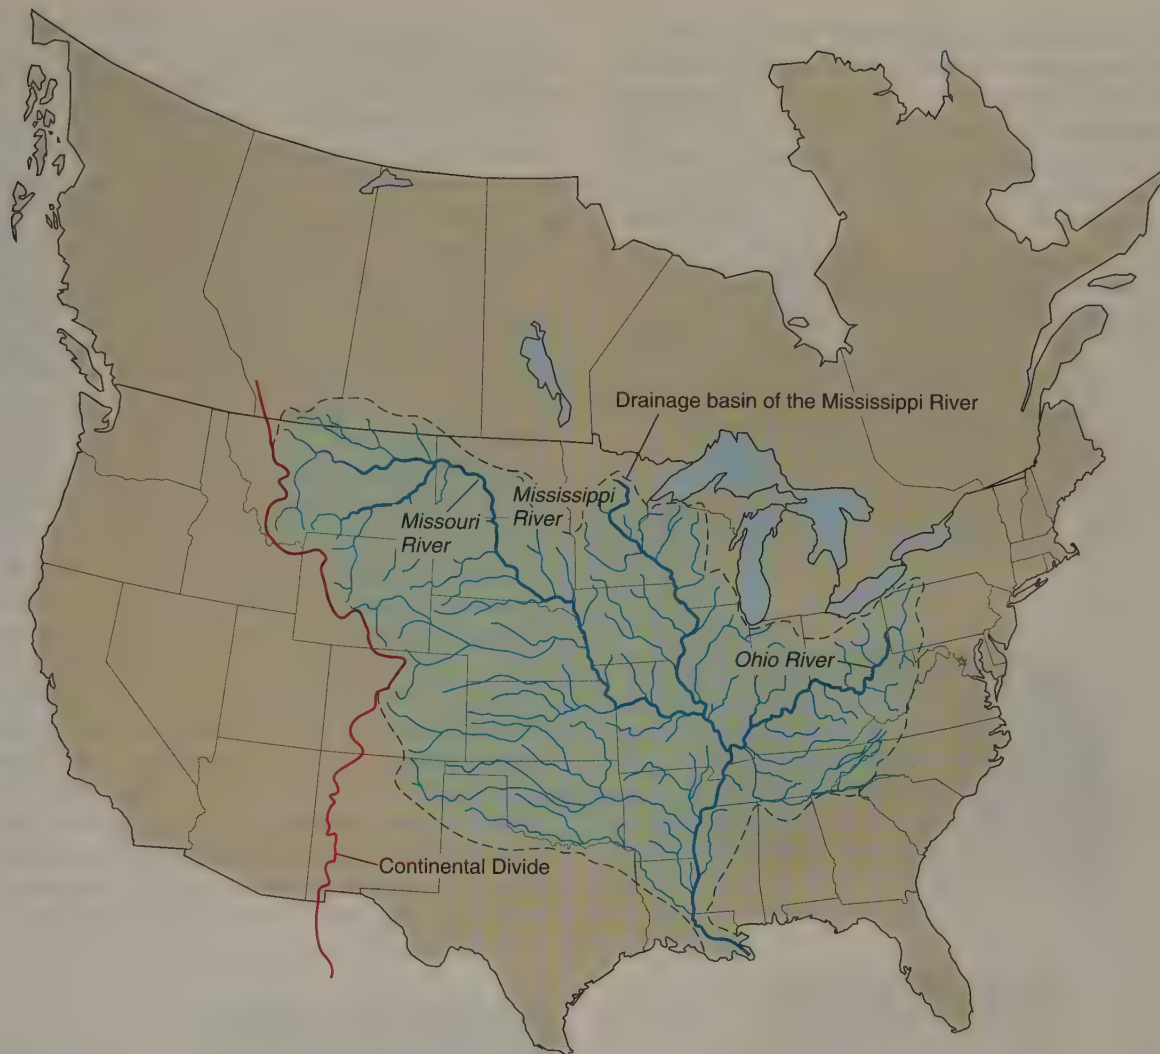 Drainage basin of the Mississippi River
Mississippi
River
Missouri
River
Ohio River
Continental Divide